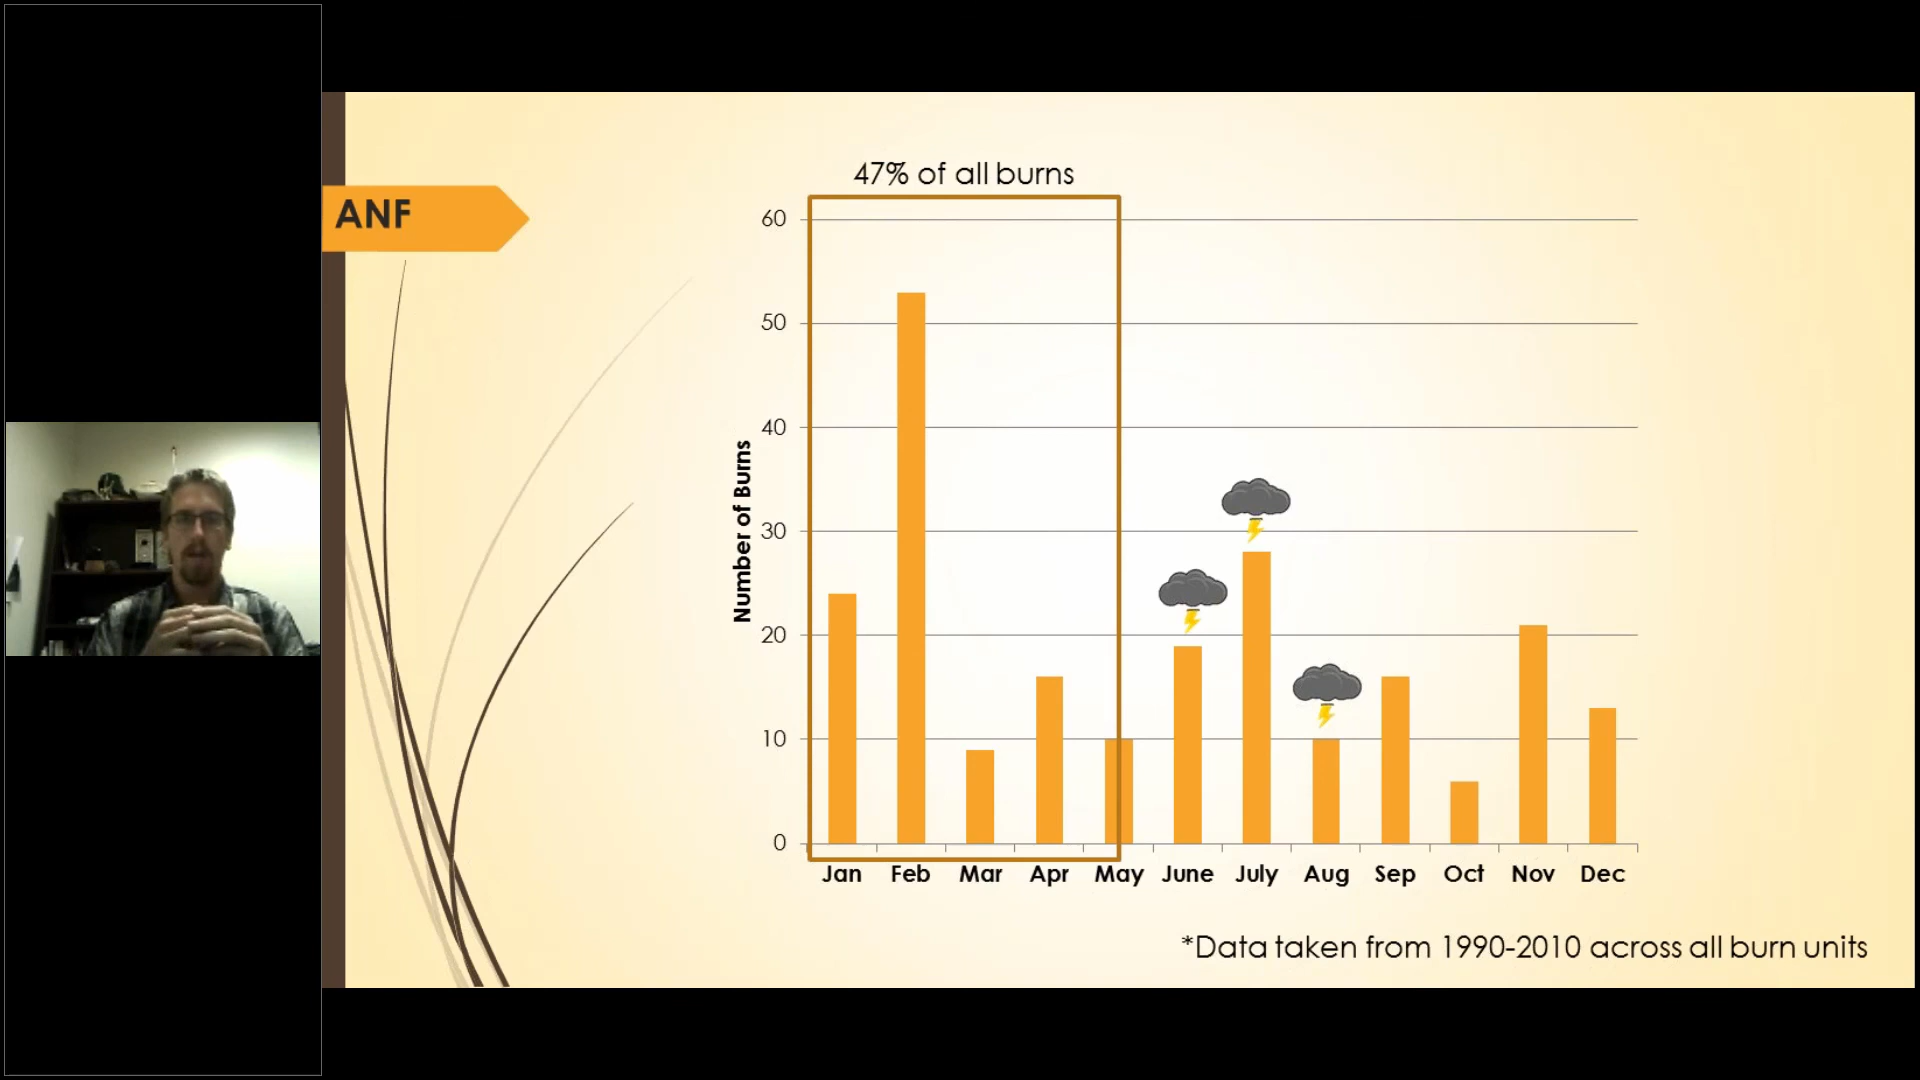 ANF
47% of all burns
Number of Burns
60
50
40
30
20
10
0
Jan Feb Mar Apr May June July Aug Sep Oct Nov Dec
*Data taken from 1990-2010 across all burn units